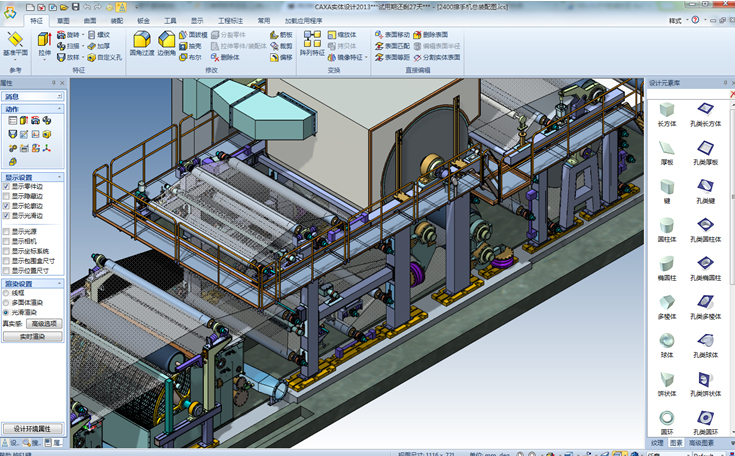 CAXA实体设计2013***试用期还剩27天*** - [2400擦手机总装配图.ics]
特征 草图 曲面 装配 钣金 工具 显示 工程标注 常用 加载应用程序 样式
基准平面 拉伸 旋转 螺纹 圆角过渡 边倒角 面拔模 分裂零件 筋板 阵列特征 缩放体 表面移动 删除表面
扫描 加厚 抽壳 拉伸零件/装配体 裁剪 拷贝体 表面匹配 编辑表面半径
放样 自定义孔 布尔 删除体 偏移 镜像特征 表面等距 分割实体表面
参考 特征 修改 变换 直接编辑
属性
消息
动作
显示设置
显示零件边
显示隐藏边
显示轮廓边
显示光滑边
显示光源
显示相机
显示坐标系统
显示包围盒尺寸
显示位置尺寸
渲染设置
线框
多面体渲染
光滑渲染
真实感: 高级选项
实时渲染
设计环境属性
设计元素库
长方体 孔类长方体
厚板 孔类厚板
键 孔类键
圆柱体 孔类圆柱体
椭圆柱 孔类椭圆柱
多棱体 孔类多棱体
球体 孔类球体
饼状体 孔类饼状体
圆环 孔类圆环
纹理 图素 高级图素
视图尺寸: 1116 x 721 单位: mm, deg